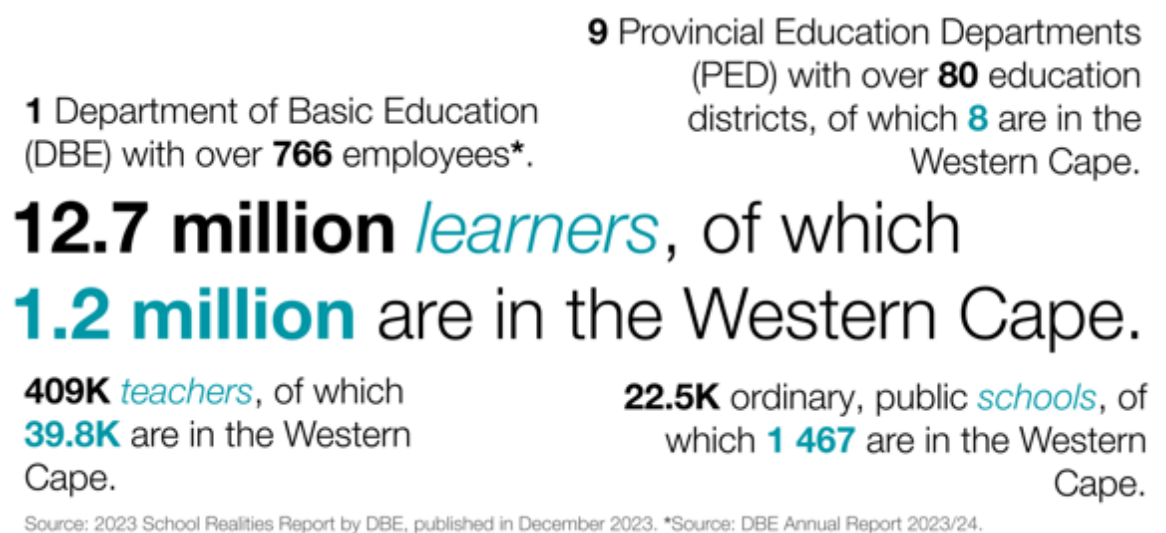 1 Department of Basic Education
(DBE) with over 766 employees*.
9 Provincial Education Departments
(PED) with over 80 education
districts, of which 8 are in the
Western Cape.
12.7 million learners, of which
1.2 million are in the Western Cape.
409K teachers, of which
39.8K are in the Western
Cape.
22.5K ordinary, public schools, of
which 1 467 are in the Western
Cape.
Source: 2023 School Realities Report by DBE, published in December 2023. *Source: DBE Annual Report 2023/24.